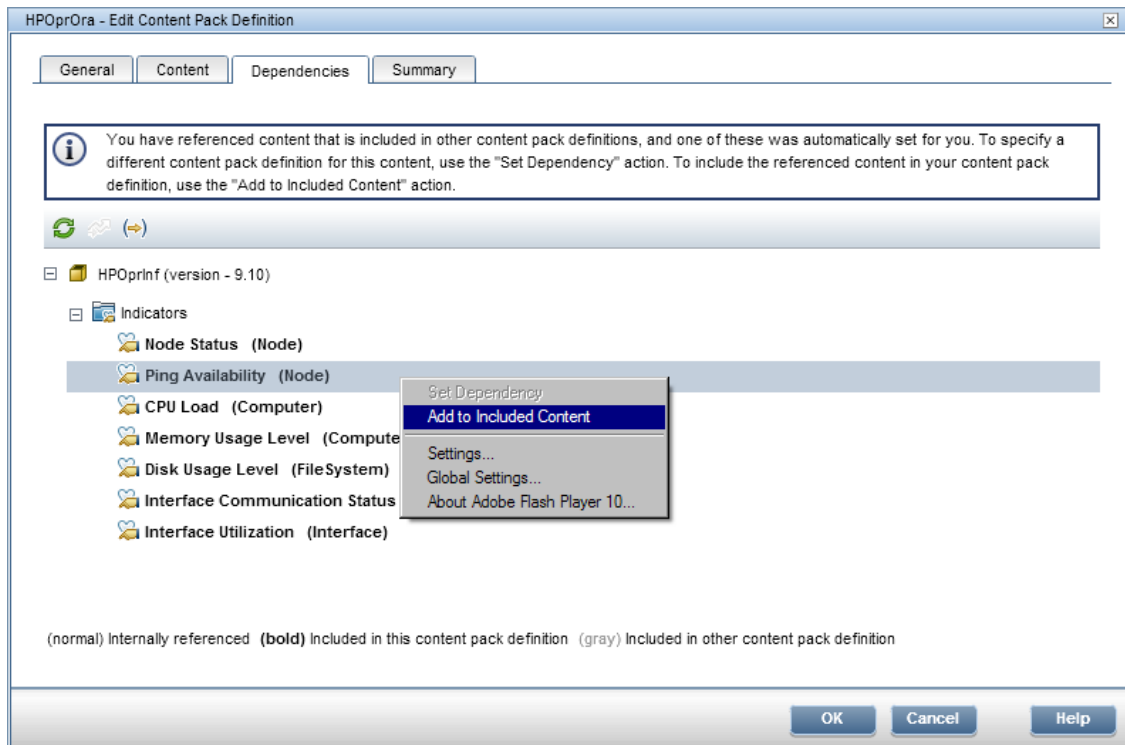 HPOprOra - Edit Content Pack Definition
General Content Dependencies Summary
You have referenced content that is included in other content pack definitions, and one of these was automatically set for you. To specify a
different content pack definition for this content, use the "Set Dependency" action. To include the referenced content in your content pack
definition, use the "Add to Included Content" action.
HPOprInf (version - 9.10)
Indicators
Node Status (Node)
Ping Availability (Node)
Set Dependency
CPU Load (Computer)
Add to Included Content
Memory Usage Level (Compute
Settings...
Disk Usage Level (FileSystem)
Global Settings...
Interface Communication Status
About Adobe Flash Player 10...
Interface Utilization (Interface)
(normal) Internally referenced (bold) Included in this content pack definition (gray) Included in other content pack definition
OK Cancel Help